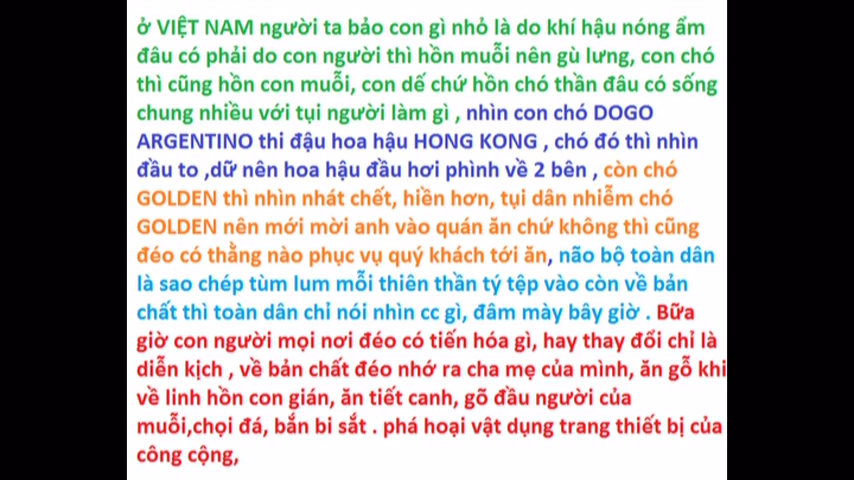 ở VIỆT NAM người ta bảo con gì nhỏ là do khí hậu nóng ẩm
đâu có phải do con người thì hồn muỗi nên gù lưng, con chó
thì cũng hồn con muỗi, con dế chứ hồn chó thần đâu có sống
chung nhiều với tụi người làm gì , nhìn con chó DOGO
ARGENTINO thi đậu hoa hậu HONG KONG , chó đó thì nhìn
đầu to ,dữ nên hoa hậu đầu hơi phình về 2 bên , còn chó
GOLDEN thì nhìn nhát chết, hiền hơn, tụi dân nhiễm chó
GOLDEN nên mới mời anh vào quán ăn chứ không thì cũng
đéo có thằng nào phục vụ quý khách tới ăn, não bộ toàn dân
là sao chép tùm lum mỗi thiên thần tý tệp vào còn về bản
chất thì toàn dân chỉ nói nhìn cc gì, đâm mày bây giờ . Bữa
giờ con người mọi nơi đéo có tiến hóa gì, hay thay đổi chỉ là
diễn kịch , về bản chất đéo nhớ ra cha mẹ của mình, ăn gỗ khi
về linh hồn con gián, ăn tiết canh, gõ đầu người của
muỗi,chọi đá, bắn bi sắt . phá hoại vật dụng trang thiết bị của
công cộng,